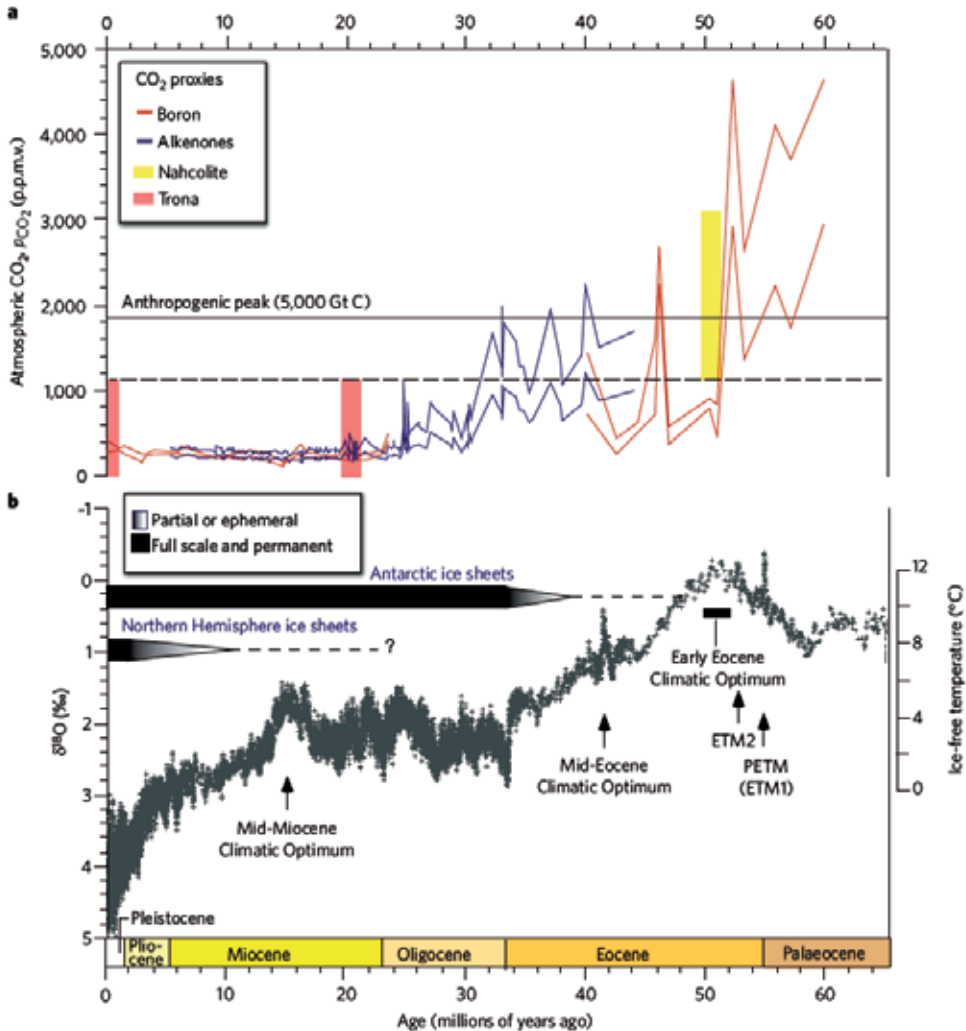 a
0 10 20 30 40 50 60
5,000
4,000
3,000
2,000
1,000
0
Atmospheric CO₂, pCO₂ (p.p.m.v.)
CO₂ proxies
Boron
Alkenones
Nahcolite
Trona
Anthropogenic peak (5,000 Gt C)
b
-1
0
1
2
3
4
5
δ¹⁸O (‰)
Partial or ephemeral
Full scale and permanent
Antarctic ice sheets
Northern Hemisphere ice sheets
?
12
8
4
0
Ice-free temperature (°C)
Early Eocene
Climatic Optimum
ETM2
PETM
(ETM1)
Mid-Eocene
Climatic Optimum
Mid-Miocene
Climatic Optimum
Pleistocene
Plio-
cene
Miocene
Oligocene
Eocene
Palaeocene
0 10 20 30 40 50 60
Age (millions of years ago)